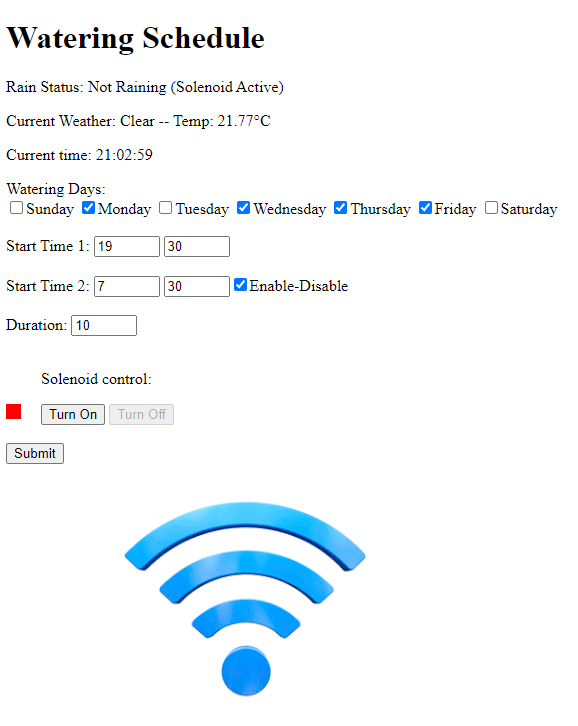 Watering Schedule
Rain Status: Not Raining (Solenoid Active)
Current Weather: Clear -- Temp: 21.77°C
Current time: 21:02:59
Watering Days:
Sunday Monday Tuesday Wednesday Thursday Friday Saturday
Start Time 1: 19 30
Start Time 2: 7 30 Enable-Disable
Duration: 10
Solenoid control:
Turn On Turn Off
Submit